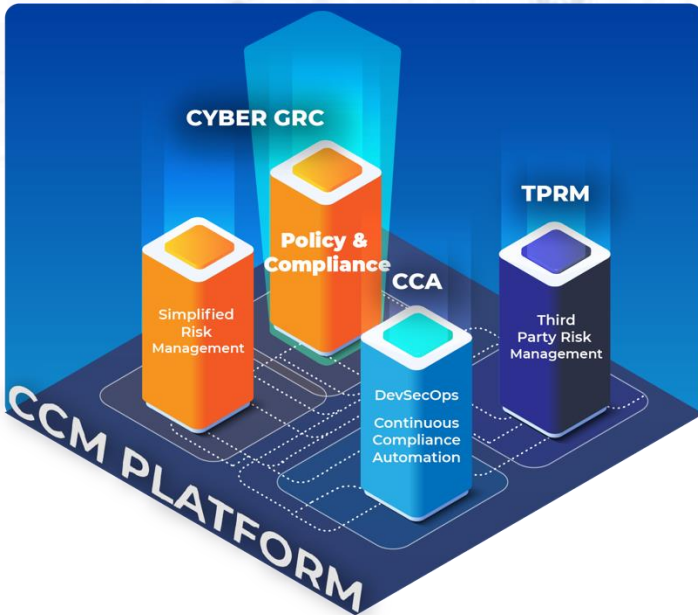 CYBER GRC
Policy &
Compliance
TPRM
CCA
Simplified
Risk
Management
Third
Party Risk
Management
DevSecOps
Continuous
Compliance
Automation
CCM PLATFORM